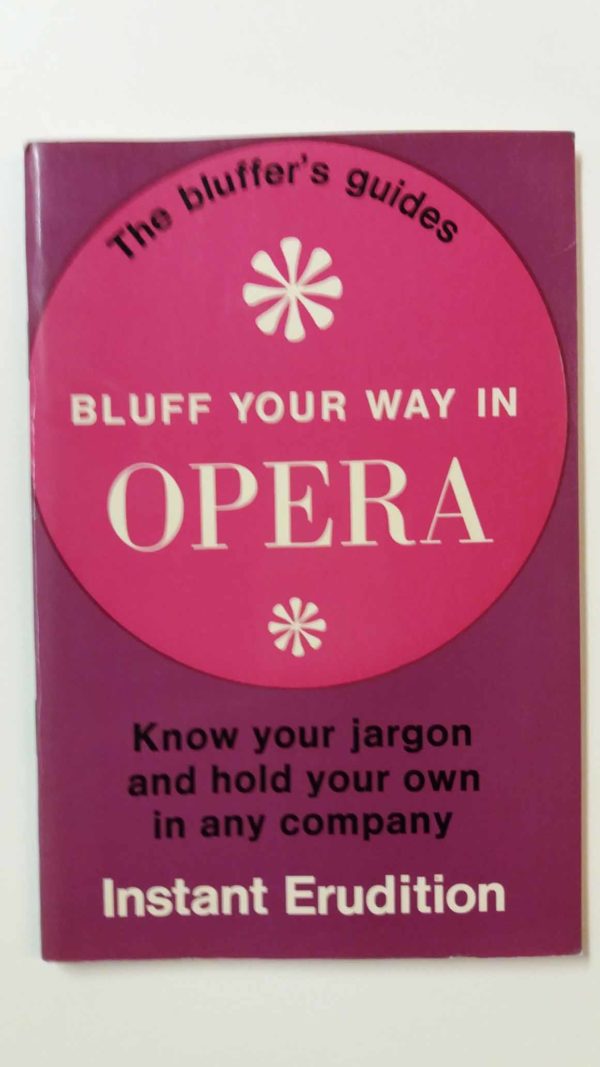 The bluffer's guides
BLUFF YOUR WAY IN
OPERA
Know your jargon
and hold your own
in any company
Instant Erudition